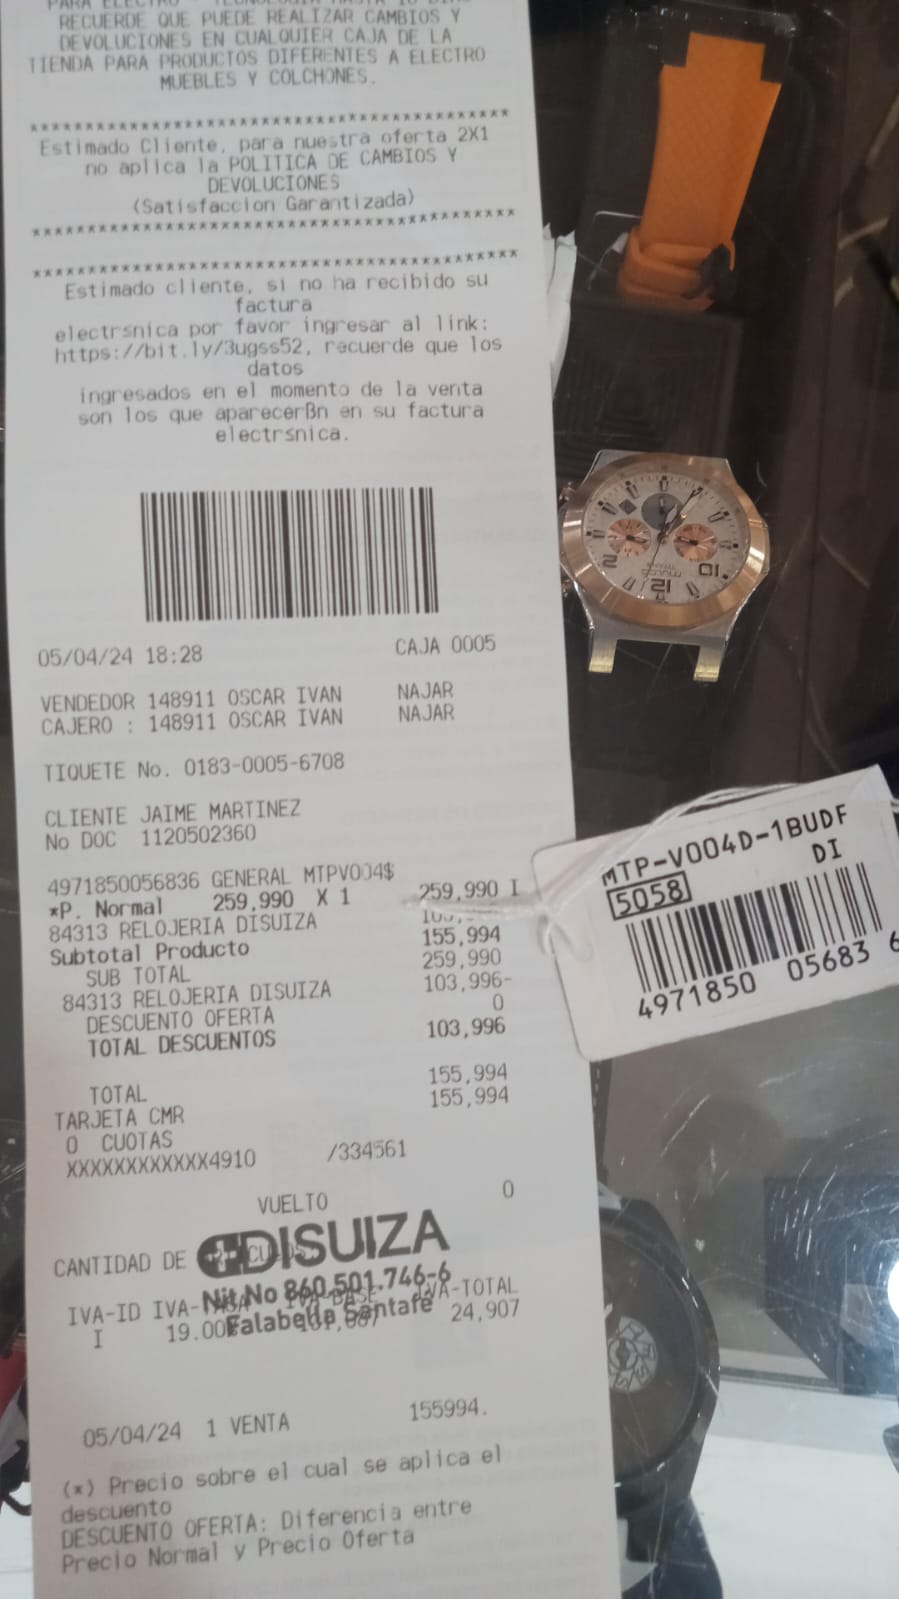 RECUERDE QUE PUEDE REALIZAR CAMBIOS Y
DEVOLUCIONES EN CUALQUIER CAJA DE LA
TIENDA PARA PRODUCTOS DIFERENTES A ELECTRO
MUEBLES Y COLCHONES.
******************************************
Estimado Cliente, para nuestra oferta 2X1
no aplica la POLITICA DE CAMBIOS Y
DEVOLUCIONES
(Satisfaccion Garantizada)
******************************************
******************************************
Estimado cliente, si no ha recibido su
factura
electrsnica por favor ingresar al link:
https://bit.ly/3ugss52, recuerde que los
datos
ingresados en el momento de la venta
son los que aparecerßn en su factura
electrsnica.
05/04/24 18:28 CAJA 0005
VENDEDOR 148911 OSCAR IVAN NAJAR
CAJERO : 148911 OSCAR IVAN NAJAR
TIQUETE No. 0183-0005-6708
CLIENTE JAIME MARTINEZ
No DOC 1120502360
4971850056836 GENERAL MTPV004$
*P. Normal 259,990 X 1 259,990 I
84313 RELOJERIA DISUIZA
Subtotal Producto 155,994
SUB TOTAL 259,990
84313 RELOJERIA DISUIZA 103,996-
DESCUENTO OFERTA 0
TOTAL DESCUENTOS 103,996
TOTAL 155,994
TARJETA CMR 155,994
0 CUOTAS
XXXXXXXXXXXX4910 /334561
VUELTO 0
CANTIDAD DE
DISUIZA
Nit.No 860.501.746-6
Falabella Santafe
IVA-ID IVA-TASA IVA-TOTAL
I 19.00 24,907
05/04/24 1 VENTA 155994.
(*) Precio sobre el cual se aplica el
descuento
DESCUENTO OFERTA: Diferencia entre
Precio Normal y Precio Oferta
MTP-V004D-1BUDF
DI
5058
4971850 05683 6
MULCO
12
10
2